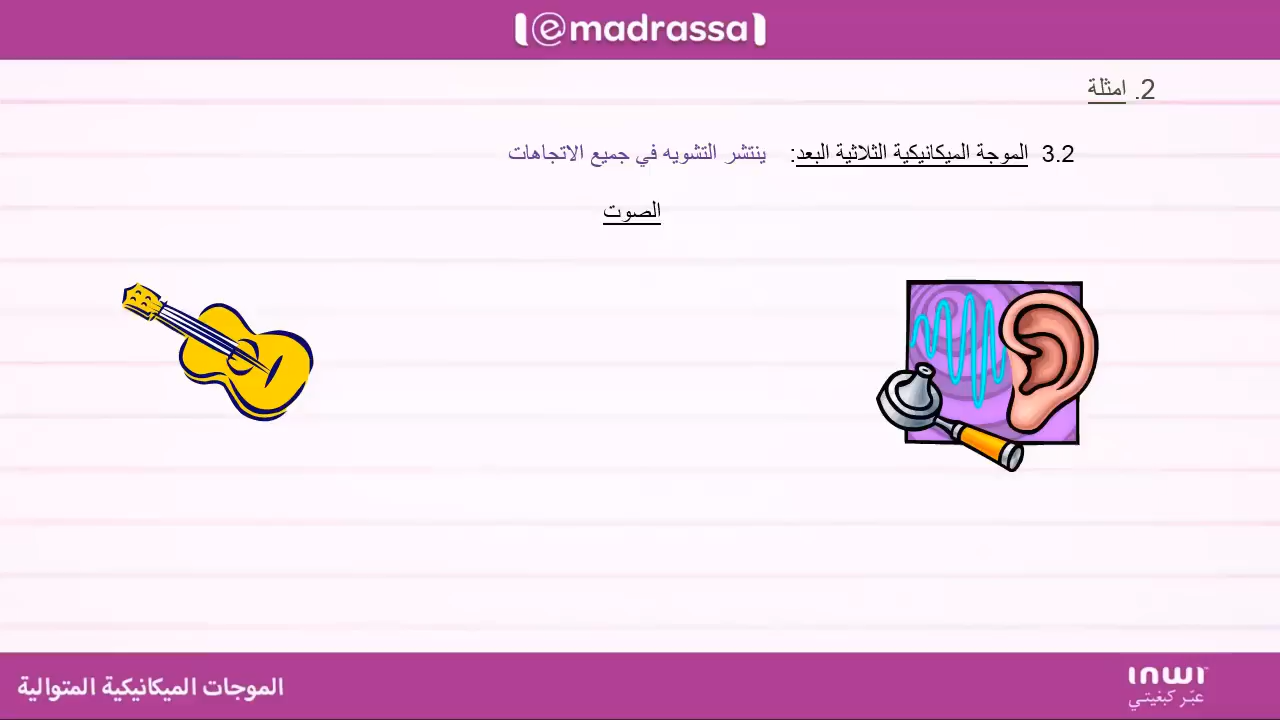 @madrassa
2. امثلة
3.2 الموجة الميكانيكية الثلاثية البعد: ينتشر التشويه في جميع الاتجاهات
الصوت
الموجات الميكانيكية المتوالية
inwi
عبّر كبغيتي